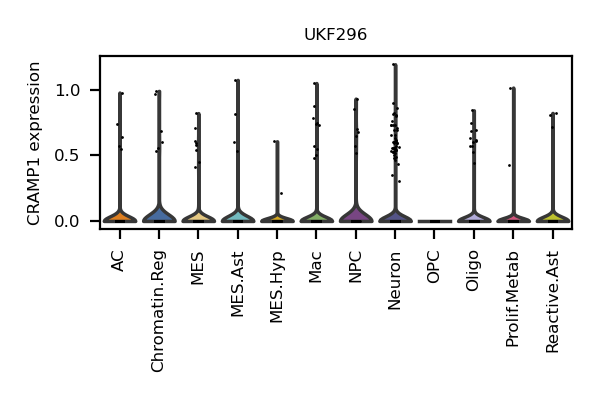 UKF296
CRAMP1 expression
1.0
0.5
0.0
AC
Chromatin.Reg
MES
MES.Ast
MES.Hyp
Mac
NPC
Neuron
OPC
Oligo
Prolif.Metab
Reactive.Ast